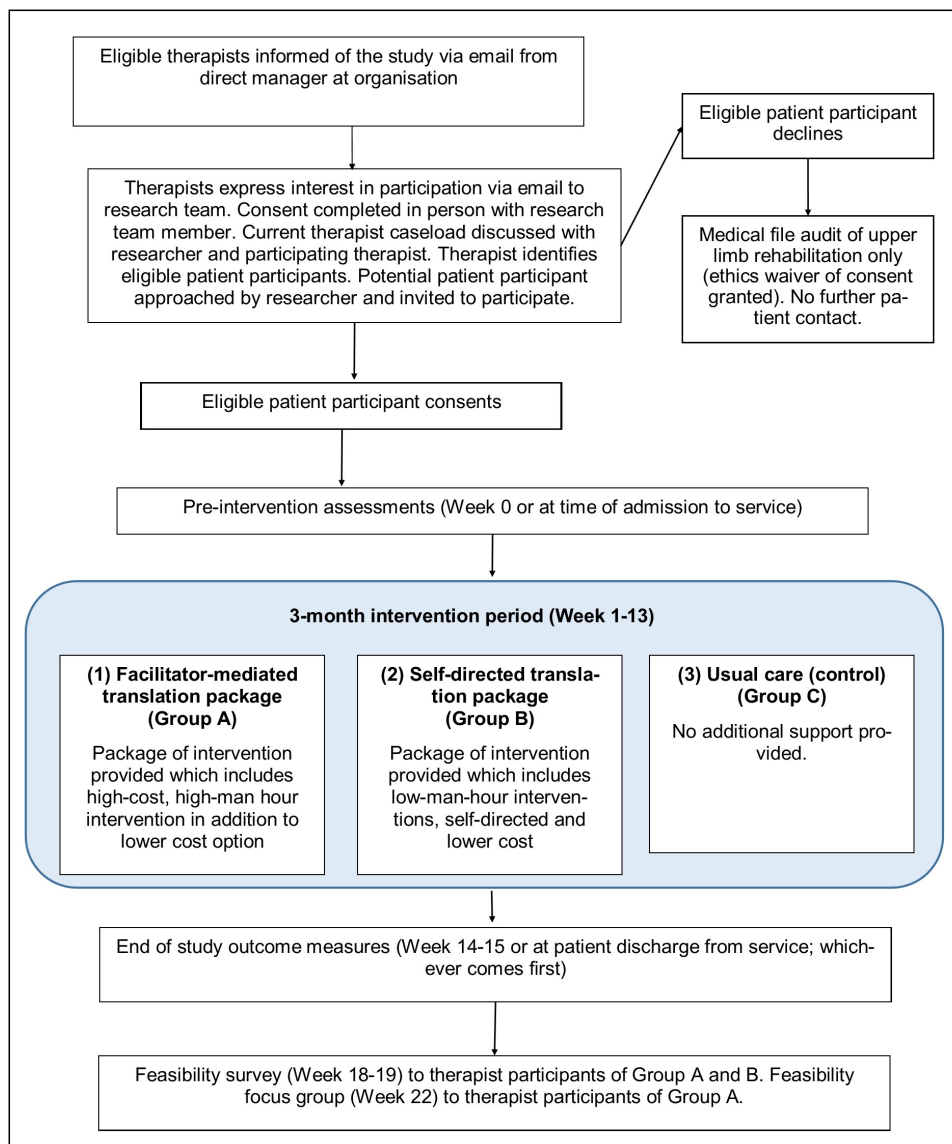 Eligible therapists informed of the study via email from
direct manager at organisation
Eligible patient participant
declines
Therapists express interest in participation via email to
research team. Consent completed in person with research
team member. Current therapist caseload discussed with
researcher and participating therapist. Therapist identifies
eligible patient participants. Potential patient participant
approached by researcher and invited to participate.
Medical file audit of upper
limb rehabilitation only
(ethics waiver of consent
granted). No further pa-
tient contact.
Eligible patient participant consents
Pre-intervention assessments (Week 0 or at time of admission to service)
3-month intervention period (Week 1-13)
(1) Facilitator-mediated
translation package
(Group A)
Package of intervention
provided which includes
high-cost, high-man hour
intervention in addition to
lower cost option
(2) Self-directed transla-
tion package
(Group B)
Package of intervention
provided which includes
low-man-hour interven-
tions, self-directed and
lower cost
(3) Usual care (control)
(Group C)
No additional support pro-
vided.
End of study outcome measures (Week 14-15 or at patient discharge from service; which-
ever comes first)
Feasibility survey (Week 18-19) to therapist participants of Group A and B. Feasibility
focus group (Week 22) to therapist participants of Group A.